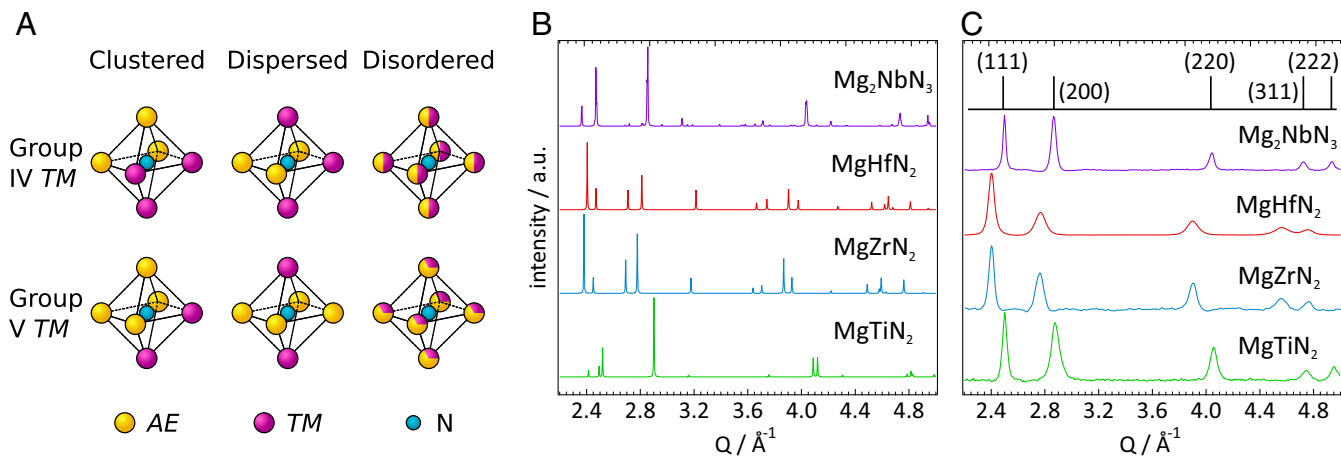 A
Clustered Dispersed Disordered
Group
IV TM
Group
V TM
AE TM N
B
intensity / a.u.
Mg₂NbN₃
MgHfN₂
MgZrN₂
MgTiN₂
2.4 2.8 3.2 3.6 4.0 4.4 4.8
Q / Å⁻¹
C
(111) (220) (222)
(200) (311)
Mg₂NbN₃
MgHfN₂
MgZrN₂
MgTiN₂
2.4 2.8 3.2 3.6 4.0 4.4 4.8
Q / Å⁻¹